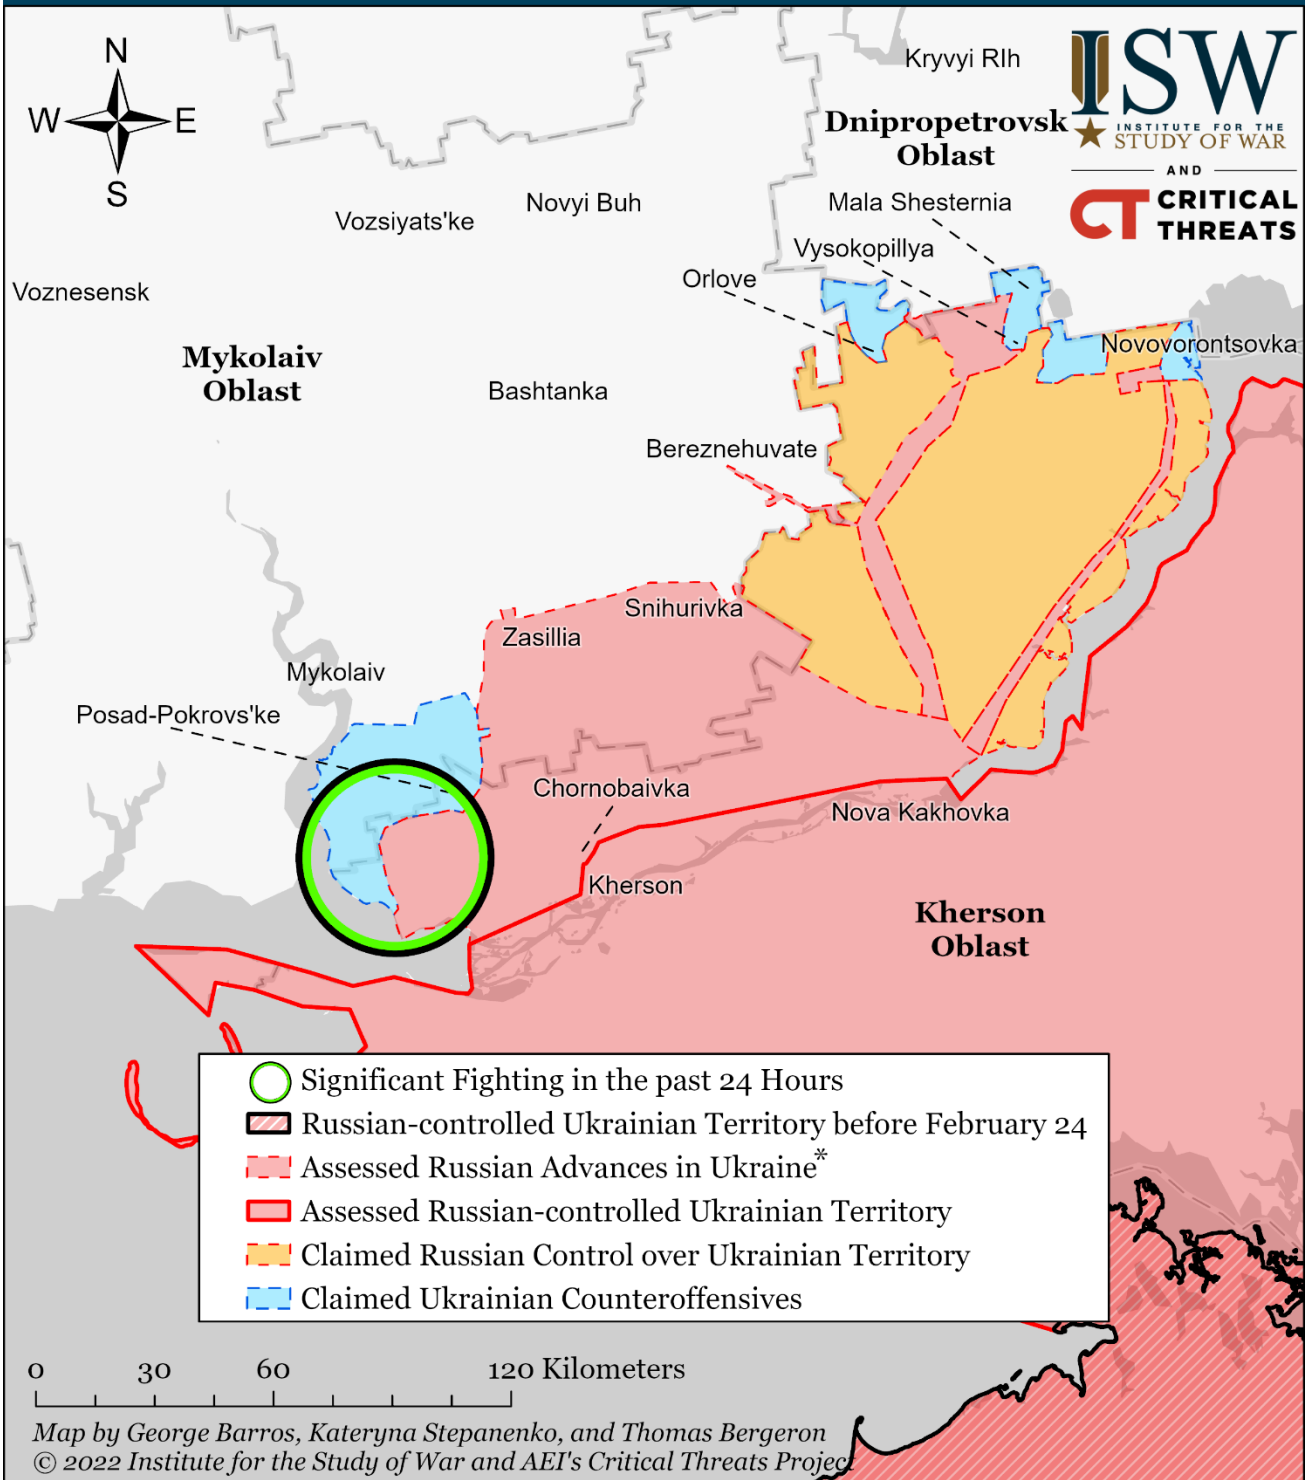 N
W E
S
Kryvyi RIh
ISW
INSTITUTE FOR THE
STUDY OF WAR
AND
CT CRITICAL
THREATS
Dnipropetrovsk
Oblast
Mala Shesternia
Novyi Buh
Vozsiyats'ke
Vysokopillya
Orlove
Voznesensk
Mykolaiv
Oblast
Novovorontsovka
Bashtanka
Bereznehuvate
Snihurivka
Zasillia
Mykolaiv
Posad-Pokrovs'ke
Chornobaivka
Nova Kakhovka
Kherson
Kherson
Oblast
Significant Fighting in the past 24 Hours
Russian-controlled Ukrainian Territory before February 24
Assessed Russian Advances in Ukraine*
Assessed Russian-controlled Ukrainian Territory
Claimed Russian Control over Ukrainian Territory
Claimed Ukrainian Counteroffensives
0 30 60 120 Kilometers
Map by George Barros, Kateryna Stepanenko, and Thomas Bergeron
© 2022 Institute for the Study of War and AEI's Critical Threats Project